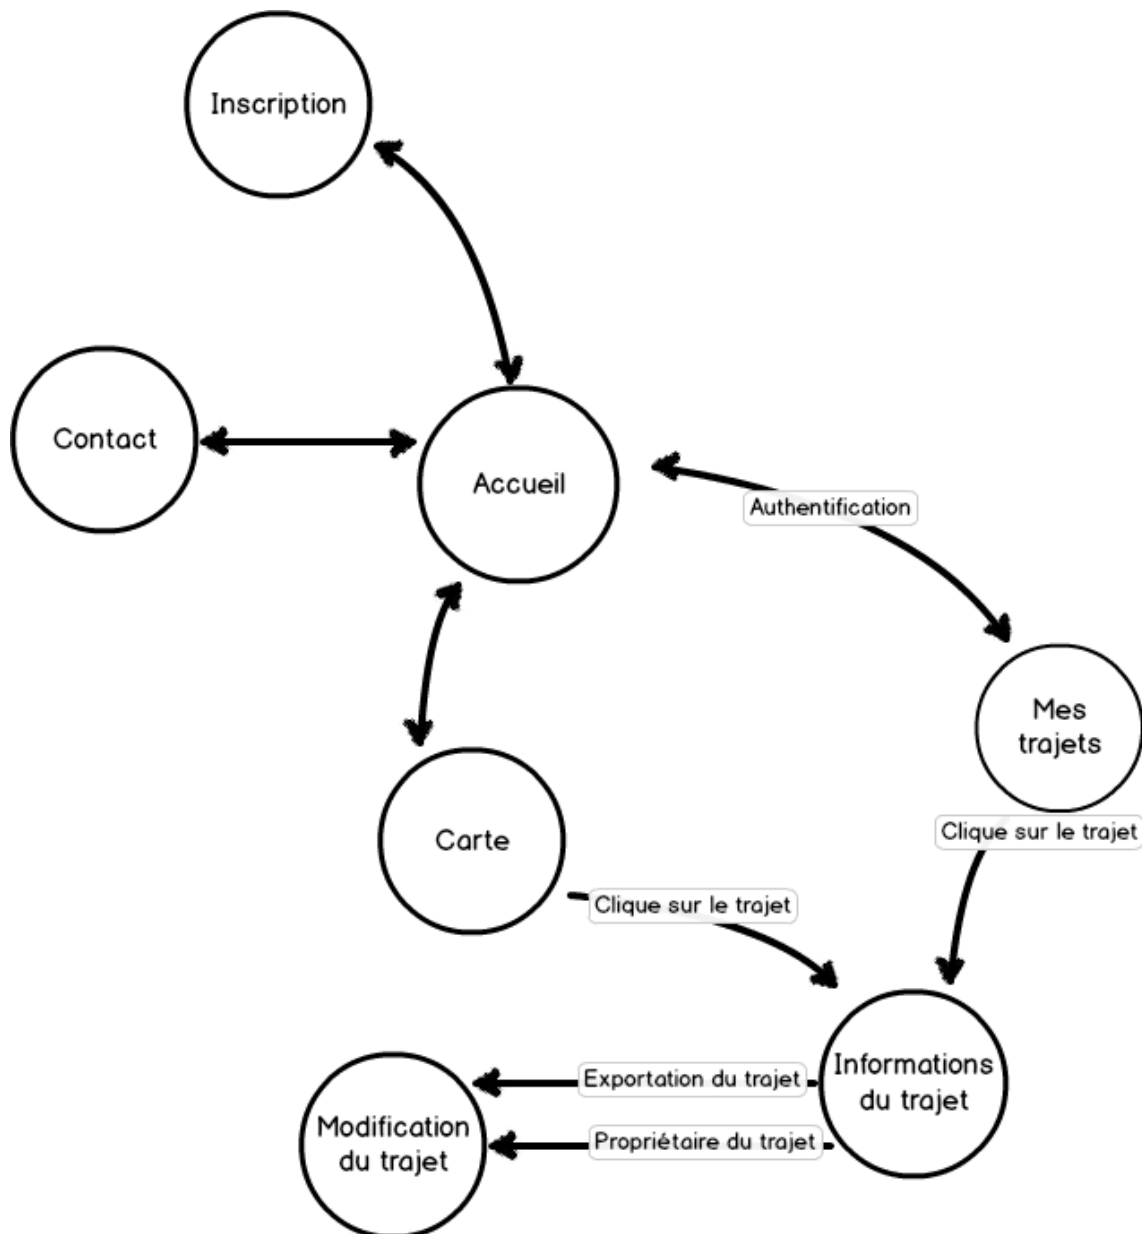 Inscription
Contact
Accueil
Authentification
Mes
trajets
Clique sur le trajet
Carte
Clique sur le trajet
Informations
du trajet
Exportation du trajet
Propriétaire du trajet
Modification
du trajet